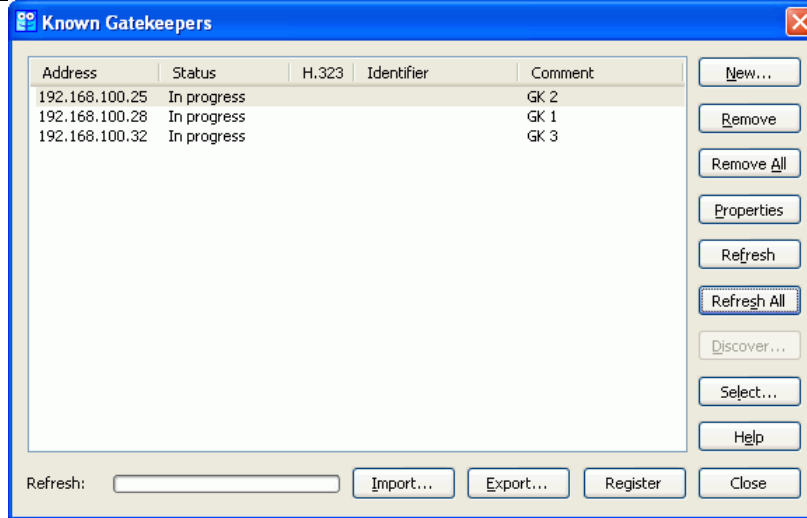 Known Gatekeepers
Address Status H.323 Identifier Comment
192.168.100.25 In progress GK 2
192.168.100.28 In progress GK 1
192.168.100.32 In progress GK 3
New...
Remove
Remove All
Properties
Refresh
Refresh All
Discover...
Select...
Help
Refresh: Import... Export... Register Close